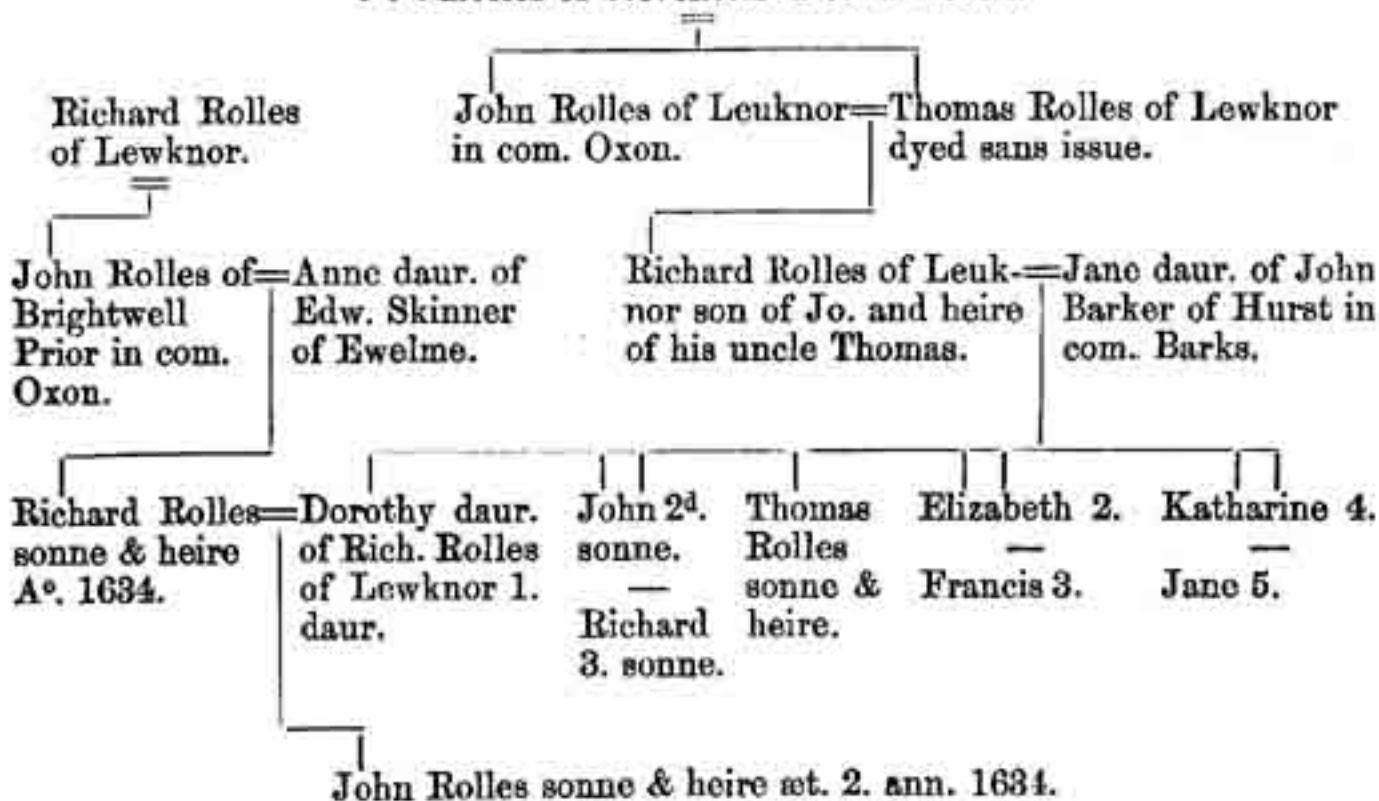 Richard Rolles
of Lewknor.
John Rolles of Leuknor=Thomas Rolles of Lewknor
in com. Oxon.
dyed sans issue.
John Rolles of=Anne daur. of
Brightwell
Edw. Skinner
Prior in com.
of Ewelme.
Oxon.
Richard Rolles of Leuk-=Jane daur. of John
nor son of Jo. and heire
Barker of Hurst in
of his uncle Thomas.
com. Barks.
Richard Rolles=Dorothy daur.
sonne & heire
of Rich. Rolles
Aº. 1634.
of Lewknor 1.
daur.
John 2d.
sonne.
—
Richard
3. sonne.
Thomas
Rolles
sonne &
heire.
Elizabeth 2.
—
Francis 3.
Katharine 4.
—
Jane 5.
John Rolles sonne & heire æt. 2. ann. 1634.